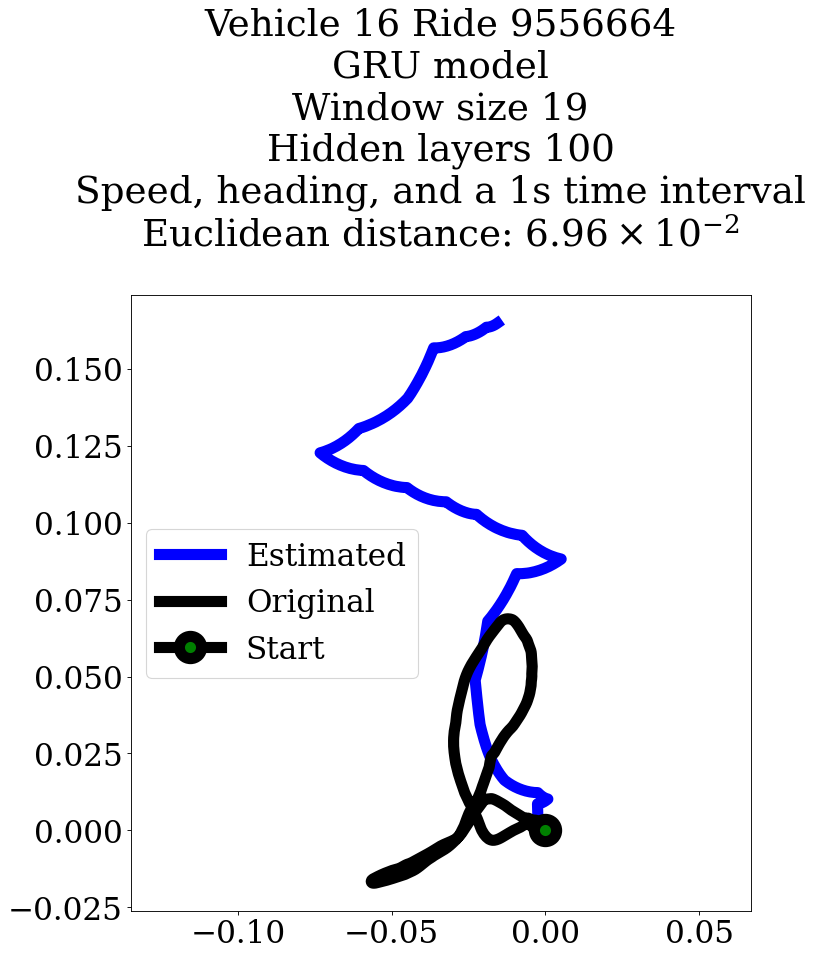 Vehicle 16 Ride 9556664
GRU model
Window size 19
Hidden layers 100
Speed, heading, and a 1s time interval
Euclidean distance: 6.96 × 10⁻²
0.150
0.125
0.100
0.075
0.050
0.025
0.000
−0.025
Estimated
Original
Start
−0.10
−0.05
0.00
0.05